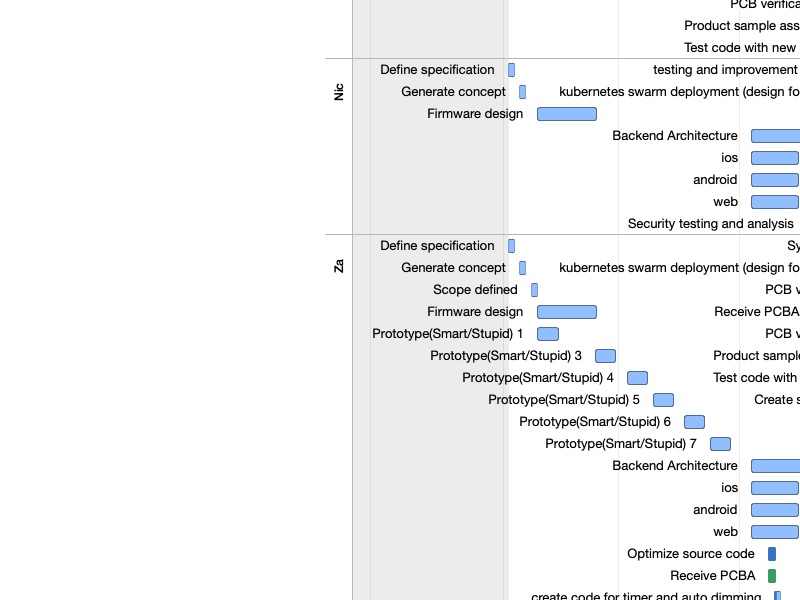 PCB verifica
Product sample ass
Test code with new
Nic
Define specification testing and improvement
Generate concept kubernetes swarm deployment (design fo
Firmware design
Backend Architecture
ios
android
web
Security testing and analysis
Za
Define specification Sy
Generate concept kubernetes swarm deployment (design fo
Scope defined PCB v
Firmware design Receive PCBA
Prototype(Smart/Stupid) 1 PCB v
Prototype(Smart/Stupid) 3 Product sample
Prototype(Smart/Stupid) 4 Test code with
Prototype(Smart/Stupid) 5 Create s
Prototype(Smart/Stupid) 6
Prototype(Smart/Stupid) 7
Backend Architecture
ios
android
web
Optimize source code
Receive PCBA
create code for timer and auto dimming